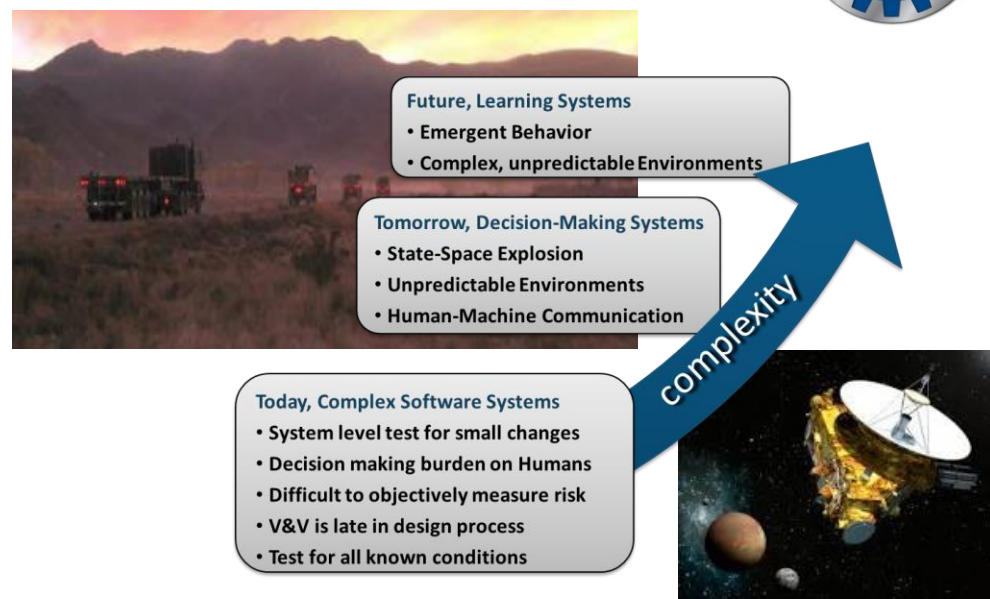 Future, Learning Systems
• Emergent Behavior
• Complex, unpredictable Environments
Tomorrow, Decision-Making Systems
• State-Space Explosion
• Unpredictable Environments
• Human-Machine Communication
complexity
Today, Complex Software Systems
• System level test for small changes
• Decision making burden on Humans
• Difficult to objectively measure risk
• V&V is late in design process
• Test for all known conditions